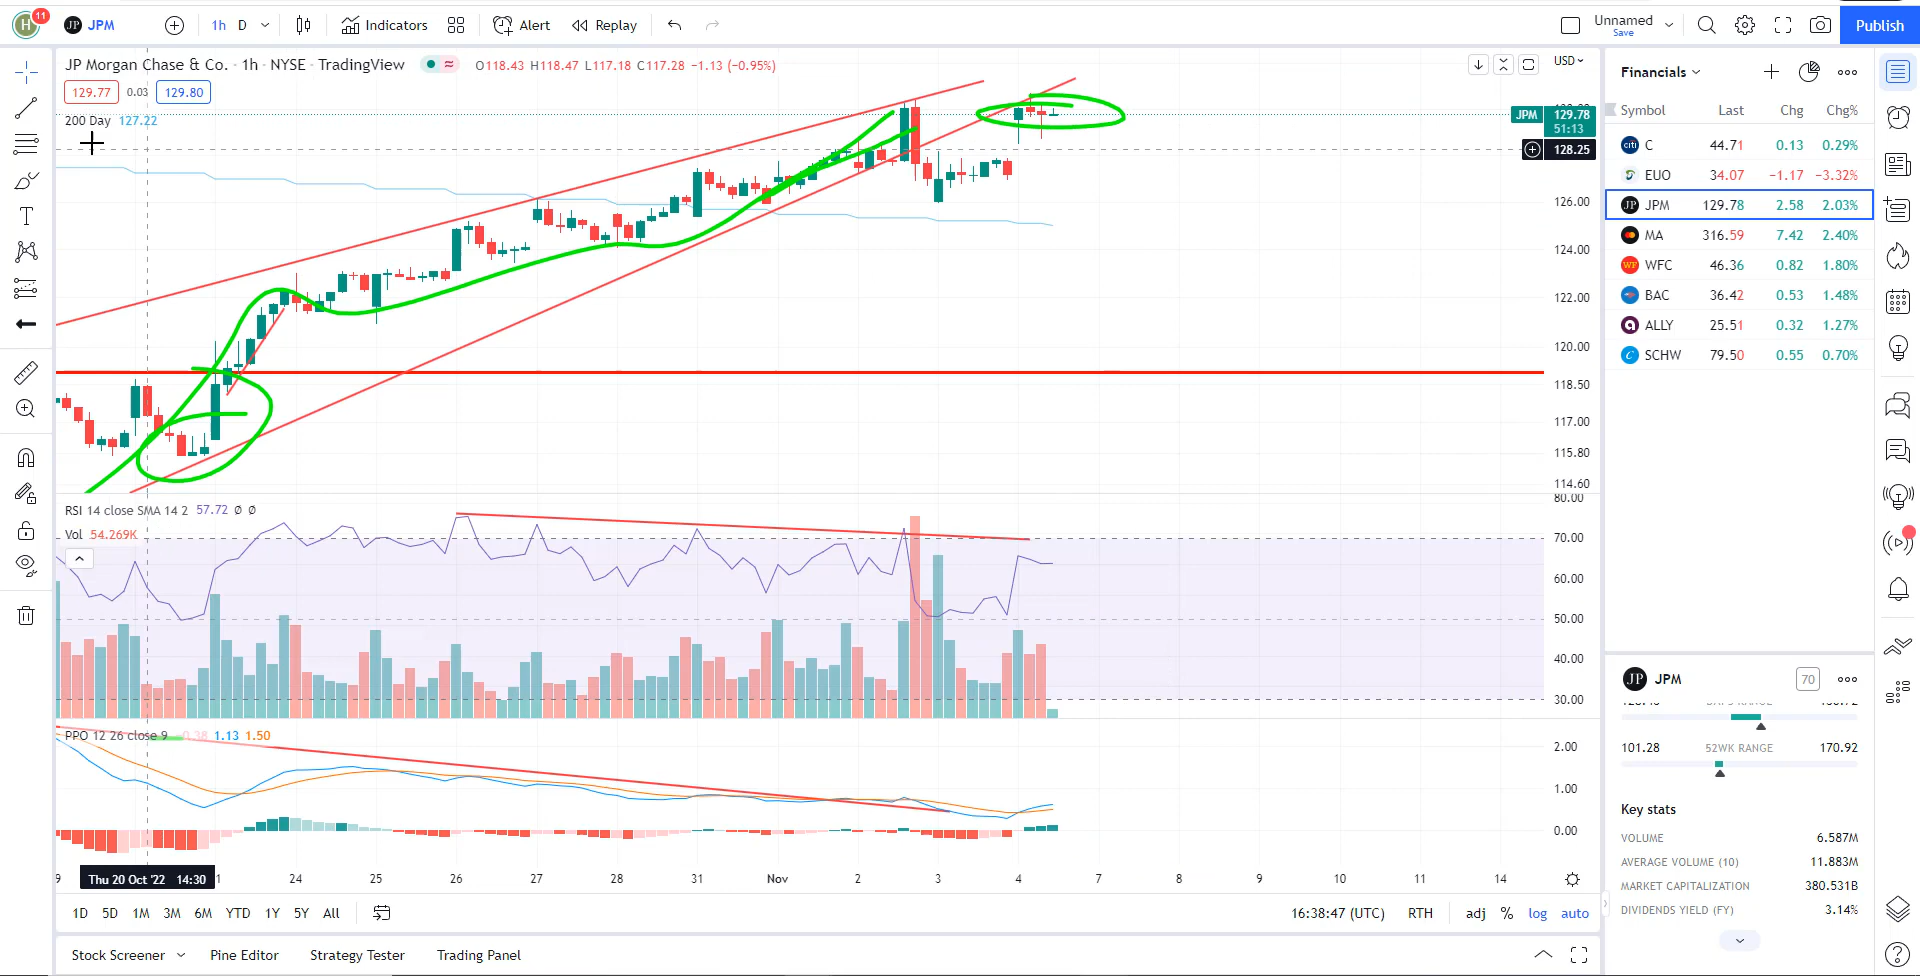 H 11 JPM 1h D Indicators Alert Replay Unnamed Save Publish
JP Morgan Chase & Co. · 1h · NYSE · TradingView O118.43 H118.47 L117.18 C117.28 −1.13 (−0.95%) USD
129.77 0.03 129.80
200 Day 127.22
JPM 129.78
51:13
128.25
126.00
124.00
122.00
120.00
118.50
117.00
115.80
114.60
RSI 14 close SMA 14 2 57.72 Ø Ø
Vol 54.269K
80.00
70.00
60.00
50.00
40.00
30.00
PPO 12 26 close 9 0.38 1.13 1.50
2.00
1.00
0.00
9 Thu 20 Oct '22 14:30 1 24 25 26 27 28 31 Nov 2 3 4 7 8 9 10 11 14
1D 5D 1M 3M 6M YTD 1Y 5Y All 16:38:47 (UTC) RTH adj % log auto
Stock Screener Pine Editor Strategy Tester Trading Panel
Financials
Symbol Last Chg Chg%
citi C 44.71 0.13 0.29%
EUO 34.07 −1.17 −3.32%
JP JPM 129.78 2.58 2.03%
MA 316.59 7.42 2.40%
WF WFC 46.36 0.82 1.80%
BAC 36.42 0.53 1.48%
ALLY 25.51 0.32 1.27%
SCHW 79.50 0.55 0.70%
JP JPM 70
101.28 52WK RANGE 170.92
Key stats
VOLUME 6.587M
AVERAGE VOLUME (10) 11.883M
MARKET CAPITALIZATION 380.531B
DIVIDENDS YIELD (FY) 3.14%